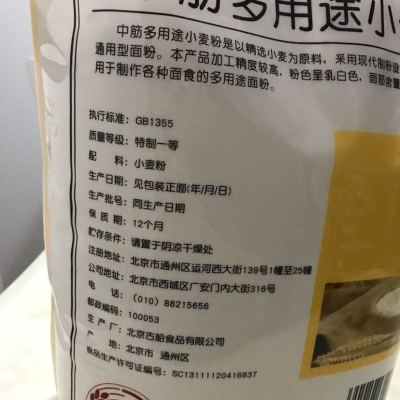 中筋多用途小
中筋多用途小麦粉是以精选小麦为原料，采用现代制粉设
通用型面粉。本产品加工精度较高，粉色呈乳白色，面筋含量
用于制作各种面食的多用途面粉。
执行标准：GB1355
质量等级：特制一等
配 料：小麦粉
生产日期：见包装正面(年/月/日)
生产批号：同生产日期
保 质 期：12个月
贮存条件：请置于阴凉干燥处
注册地址：北京市通州区运河西大街139号1幢至25幢
公司地址：北京市西城区广安门内大街316号
电 话：（010）88215656
邮政编码：100053
生 产 厂：北京古船食品有限公司
产 地：北京市 通州区
食品生产许可证编号：SC13111120416837